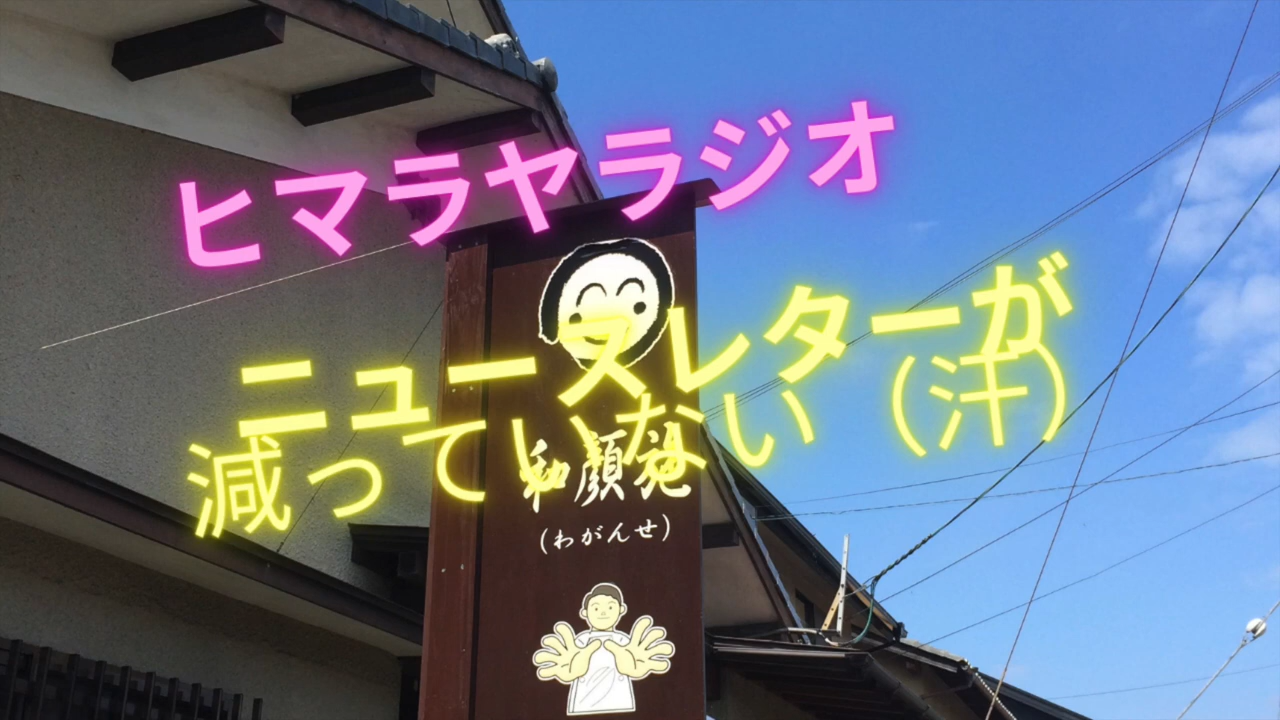 ヒマラヤラジオ
ニュースレターが
減っていない（汗）
和顔施
（わがんせ）